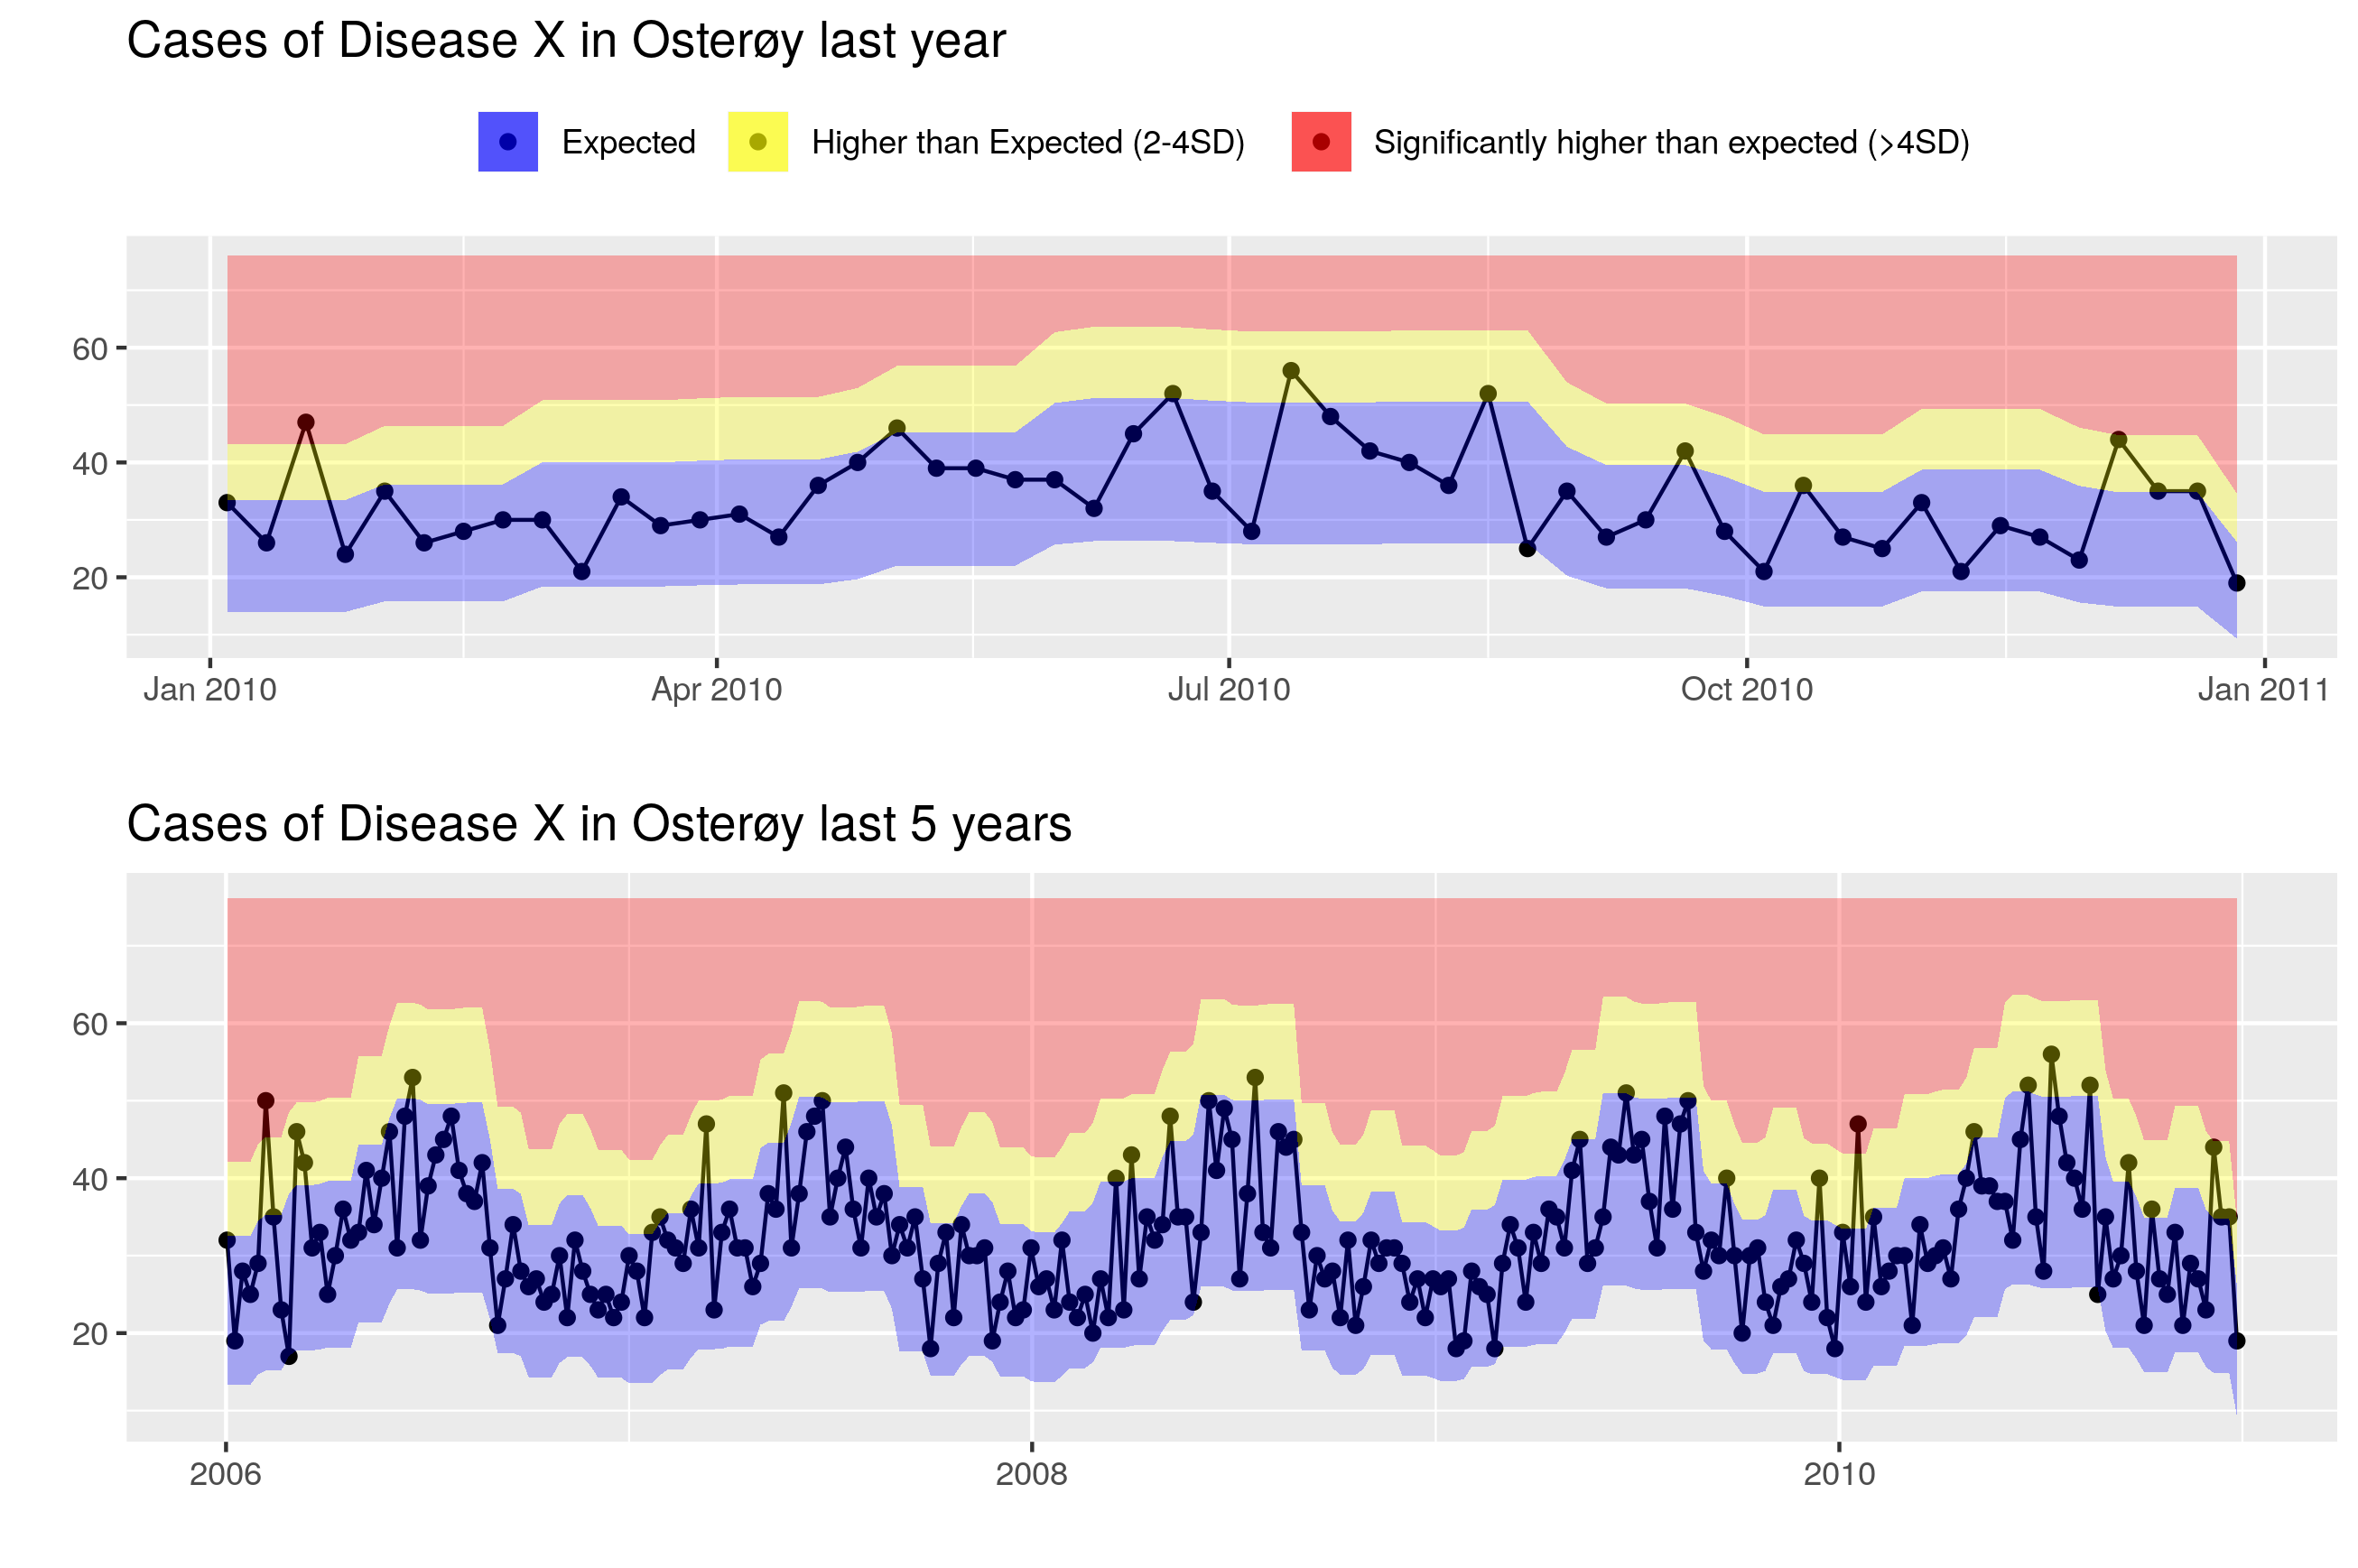 Cases of Disease X in Osterøy last year
Expected Higher than Expected (2-4SD) Significantly higher than expected (>4SD)
60
40
20
Jan 2010 Apr 2010 Jul 2010 Oct 2010 Jan 2011
Cases of Disease X in Osterøy last 5 years
60
40
20
2006 2008 2010